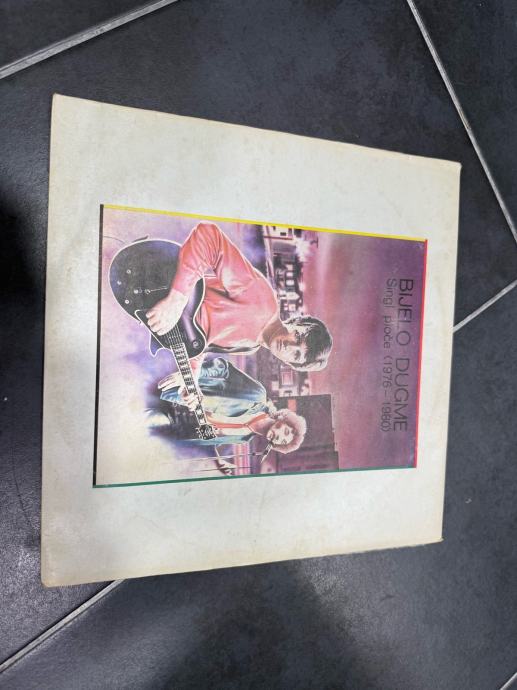 BIJELO DUGME
Singl ploče (1976-1980)